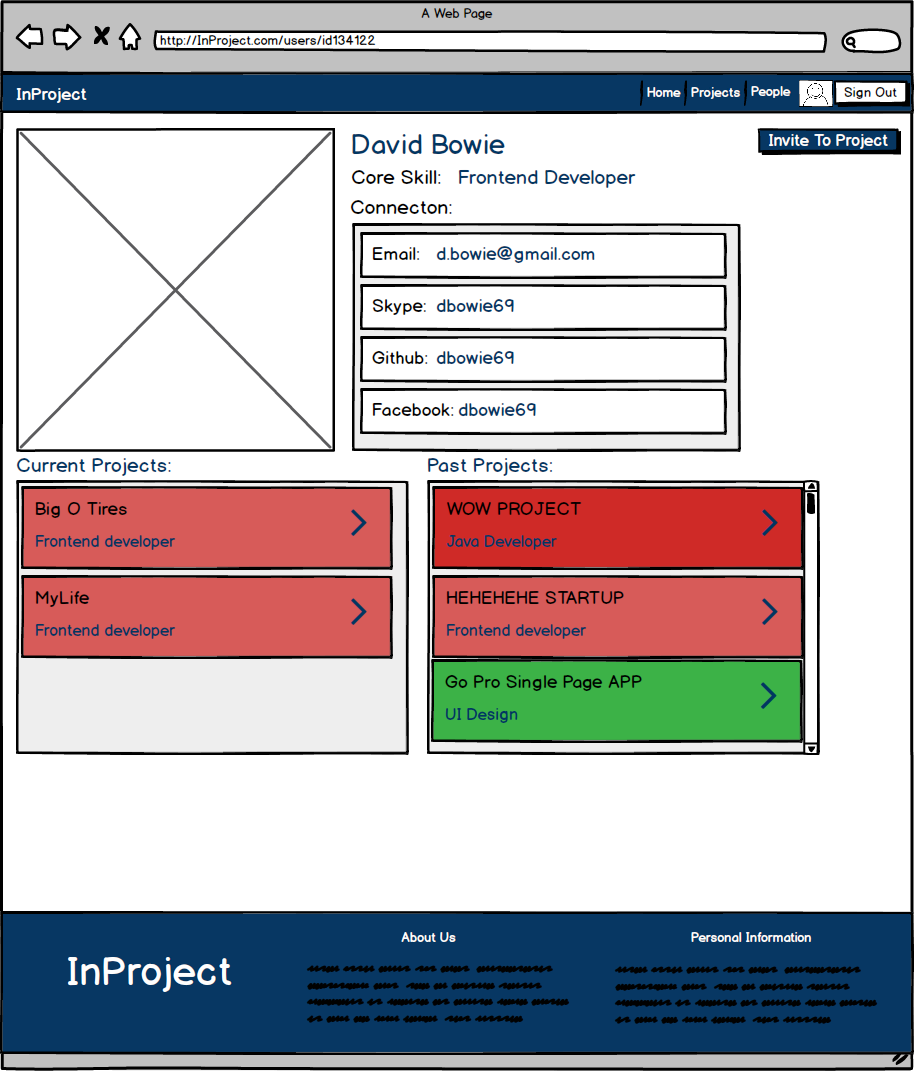 A Web Page
http://InProject.com/users/id134122
InProject
Home Projects People Sign Out
David Bowie
Invite To Project
Core Skill: Frontend Developer
Connecton:
Email: d.bowie@gmail.com
Skype: dbowie69
Github: dbowie69
Facebook: dbowie69
Current Projects:
Big O Tires
Frontend developer
MyLife
Frontend developer
Past Projects:
WOW PROJECT
Java Developer
HEHEHEHE STARTUP
Frontend developer
Go Pro Single Page APP
UI Design
InProject
About Us
Personal Information